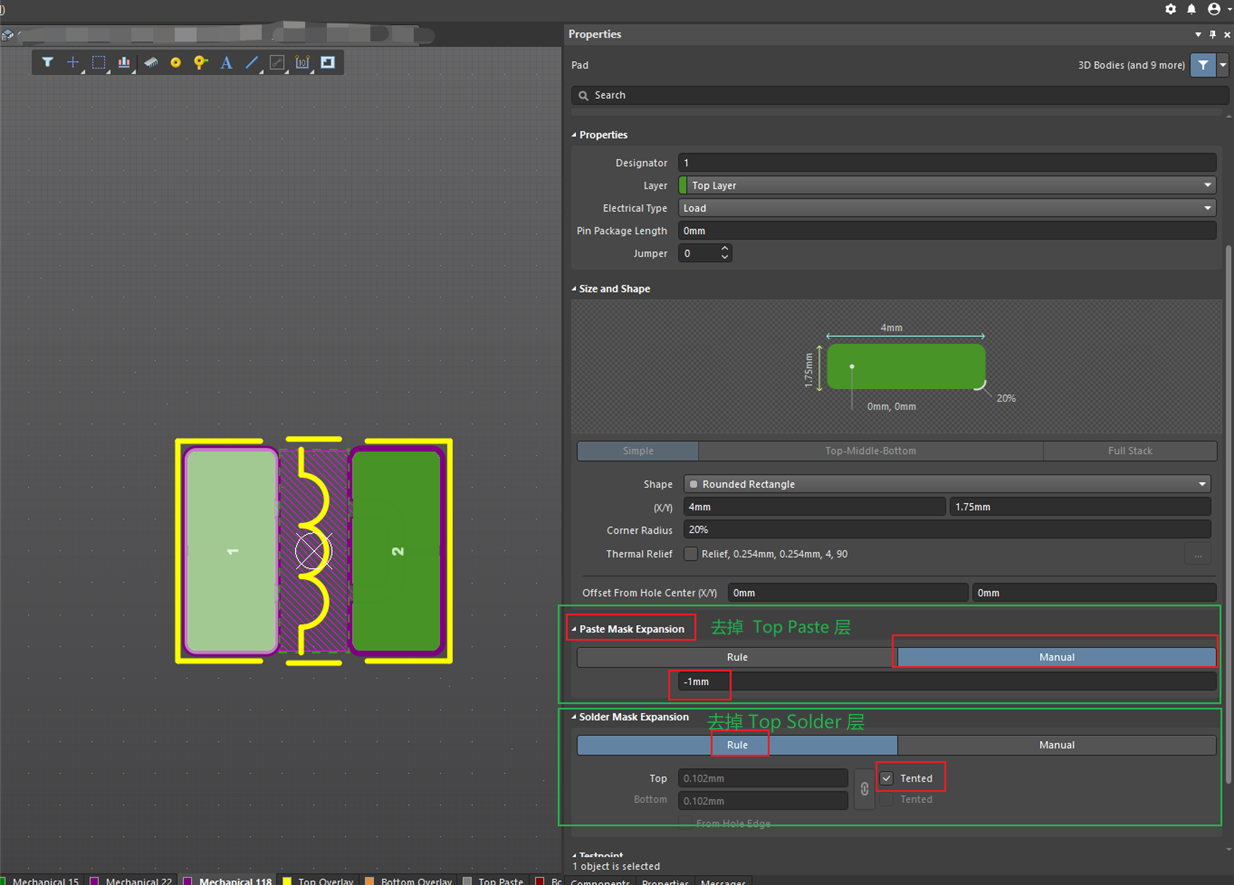 Properties
Pad
3D Bodies (and 9 more)
Search
Properties
Designator 1
Layer Top Layer
Electrical Type Load
Pin Package Length 0mm
Jumper 0
Size and Shape
4mm
1.75mm
20%
0mm, 0mm
Simple Top-Middle-Bottom Full Stack
Shape Rounded Rectangle
(X/Y) 4mm 1.75mm
Corner Radius 20%
Thermal Relief Relief, 0.254mm, 0.254mm, 4, 90 ...
Offset From Hole Center (X/Y) 0mm 0mm
Paste Mask Expansion 去掉 Top Paste 层
Rule Manual
-1mm
Solder Mask Expansion 去掉 Top Solder 层
Rule Manual
Top 0.102mm Tented
Bottom 0.102mm Tented
From Hole Edge
Testpoint
1 object is selected
1
2
Mechanical 15 Mechanical 22 Mechanical 118 Top Overlay Bottom Overlay Top Paste
Components Properties Messages